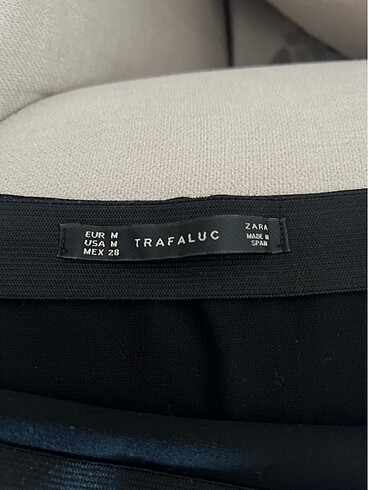 EUR M
USA M
MEX 28
TRAFALUC
ZARA
MADE IN
SPAIN